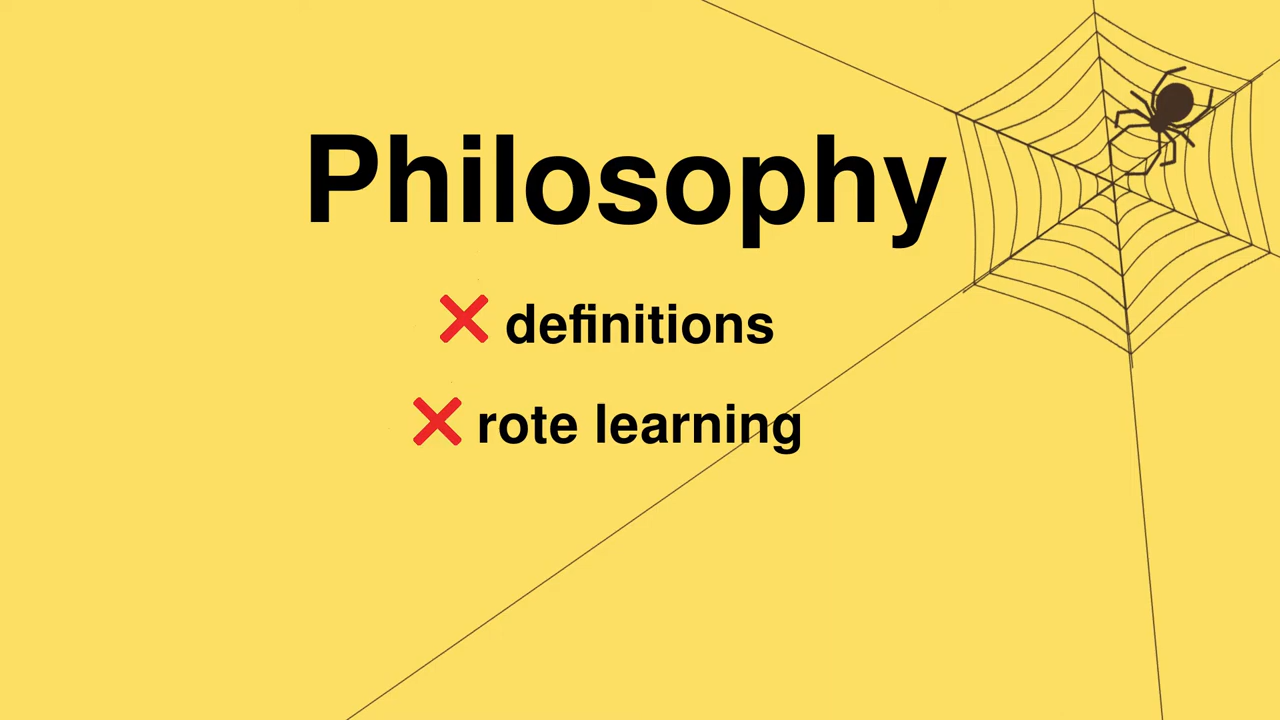 Philosophy
❌ definitions
❌ rote learning